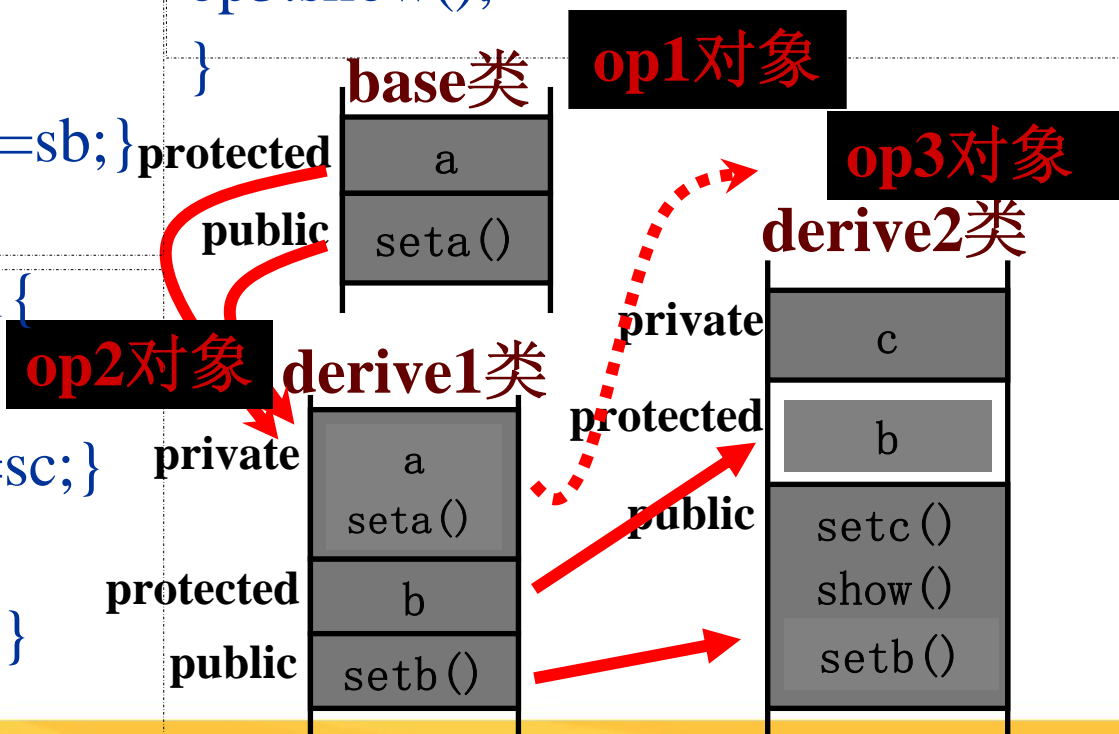 op3.show();
}
=sb;}
{
=sc;}
}
base类
protected
a
public
seta()
op1对象
op3对象
op2对象
derive1类
private
a
seta()
protected
b
public
setb()
derive2类
private
c
protected
b
public
setc()
show()
setb()